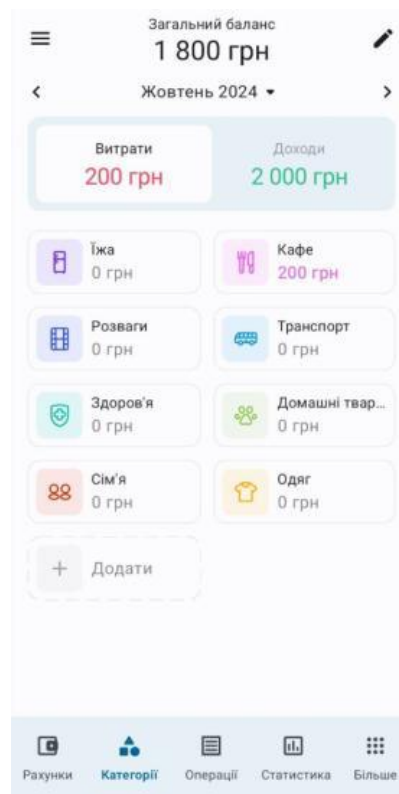 Загальний баланс
1 800 грн
Жовтень 2024
Витрати
200 грн
Доходи
2 000 грн
Їжа
0 грн
Кафе
200 грн
Розваги
0 грн
Транспорт
0 грн
Здоров'я
0 грн
Домашні твар...
0 грн
Сім'я
0 грн
Одяг
0 грн
+ Додати
Рахунки
Категорії
Операції
Статистика
Більше